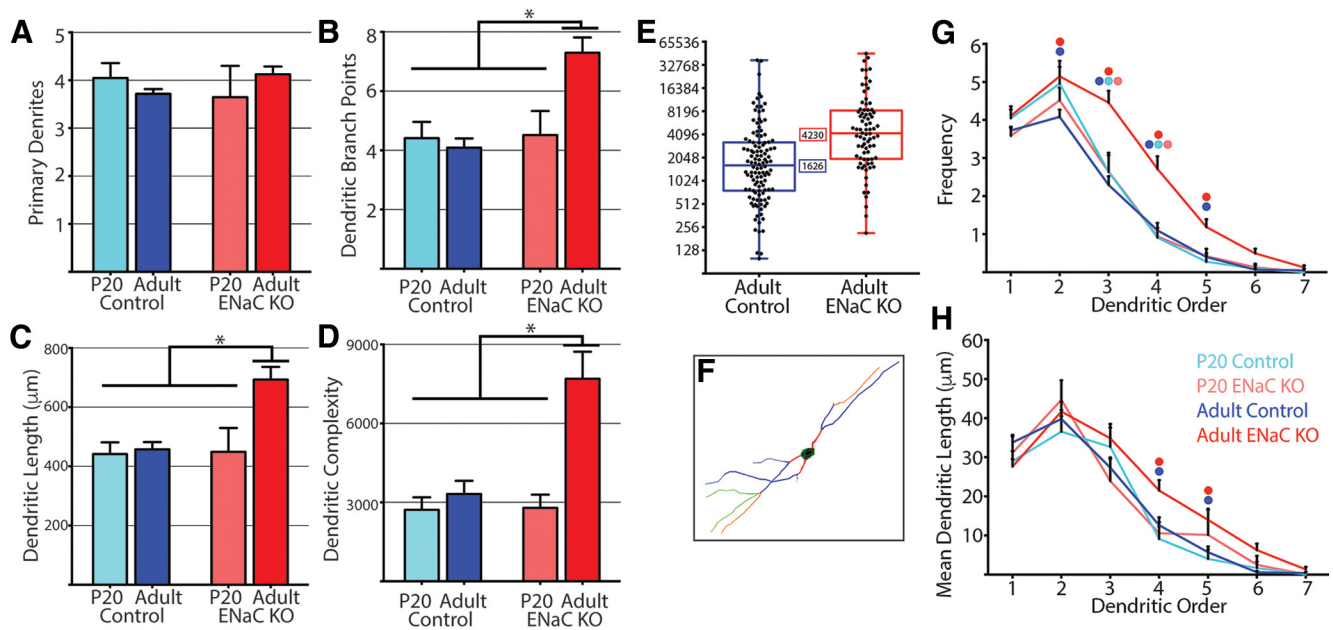 A
Primary Denrites
5
4
3
2
1
P20 Adult
Control
P20 Adult
ENaC KO
B
Dendritic Branch Points
8
6
4
2
*
P20 Adult
Control
P20 Adult
ENaC KO
C
Dendritic Length (μm)
800
600
400
200
*
P20 Adult
Control
P20 Adult
ENaC KO
D
Dendritic Complexity
9000
6000
3000
*
P20 Adult
Control
P20 Adult
ENaC KO
E
65536
32768
16384
8192
4096
2048
1024
512
256
128
4230
1626
Adult
Control
Adult
ENaC KO
F
G
Frequency
6
5
4
3
2
1
1 2 3 4 5 6 7
Dendritic Order
H
Mean Dendritic Length (μm)
60
50
40
30
20
10
P20 Control
P20 ENaC KO
Adult Control
Adult ENaC KO
1 2 3 4 5 6 7
Dendritic Order